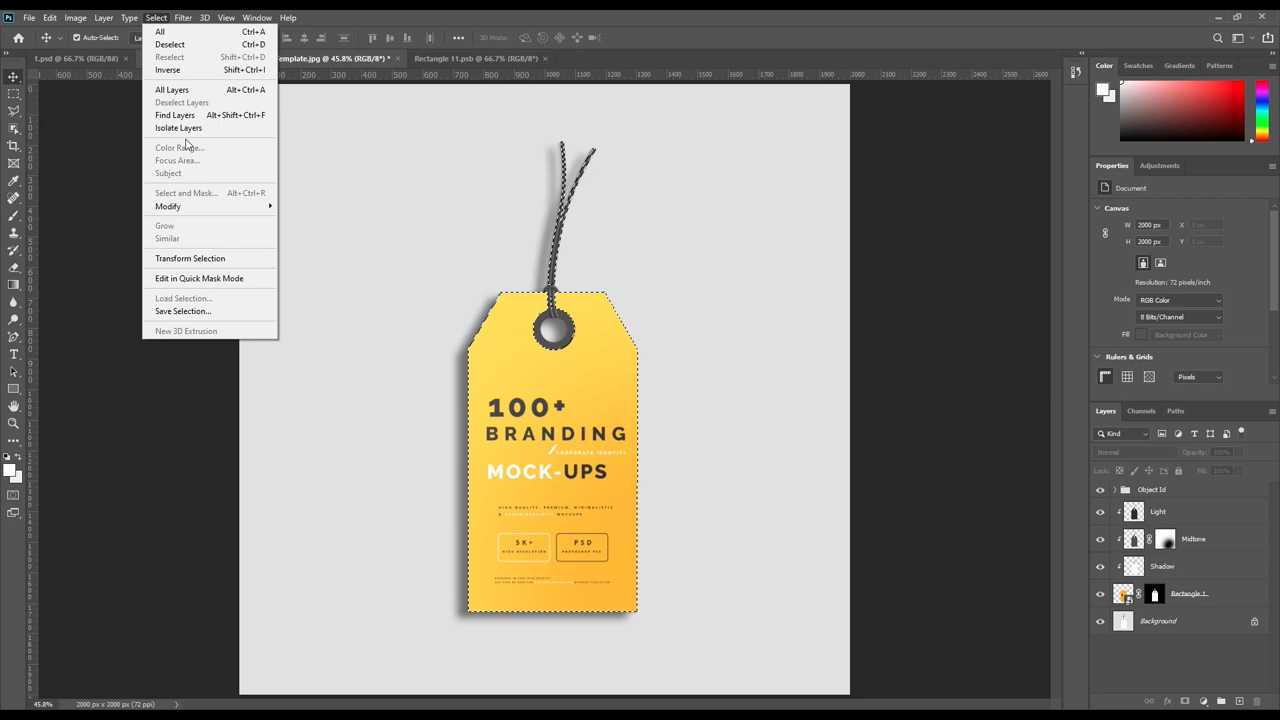 File Edit Image Layer Type Select Filter 3D View Window Help
Auto-Select:
1.psd @ 66.7% (RGB/8#) × emplate.jpg @ 45.8% (RGB/8*) * × Rectangle 11.psb @ 66.7% (RGB/8*) ×
All Ctrl+A
Deselect Ctrl+D
Reselect Shift+Ctrl+D
Inverse Shift+Ctrl+I
All Layers Alt+Ctrl+A
Deselect Layers
Find Layers Alt+Shift+Ctrl+F
Isolate Layers
Color Range...
Focus Area...
Subject
Select and Mask... Alt+Ctrl+R
Modify
Grow
Similar
Transform Selection
Edit in Quick Mask Mode
Load Selection...
Save Selection...
New 3D Extrusion
100+
BRANDING
CORPORATE IDENTITY
MOCK-UPS
HIGH QUALITY, PREMIUM, MINIMALISTIC
5K+
HIGH RESOLUTION
PSD
PHOTOSHOP FILE
Color Swatches Gradients Patterns
Properties Adjustments
Document
Canvas
W 2000 px X 0 px
H 2000 px Y 0 px
Resolution: 72 pixels/inch
Mode RGB Color
8 Bits/Channel
Fill Background Color
Rulers & Grids
Pixels
Layers Channels Paths
Kind
Normal Opacity: 100%
Lock: Fill: 100%
Object Id
Light
Midtone
Shadow
Rectangle 1
Background
45.8% 2000 px x 2000 px (72 ppi)